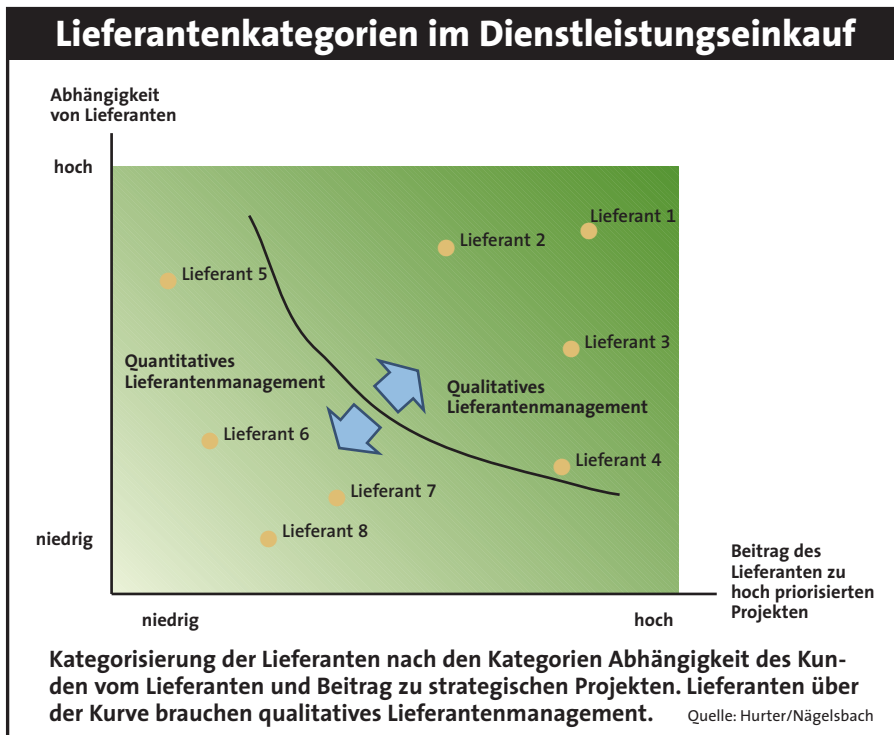 Lieferantenkategorien im Dienstleistungseinkauf
Abhängigkeit
von Lieferanten
hoch
Lieferant 1
Lieferant 2
Lieferant 5
Lieferant 3
Quantitatives
Lieferantenmanagement
Qualitatives
Lieferantenmanagement
Lieferant 6
Lieferant 4
Lieferant 7
Lieferant 8
niedrig
Beitrag des
Lieferanten zu
hoch priorisierten
Projekten
niedrig
hoch
Kategorisierung der Lieferanten nach den Kategorien Abhängigkeit des Kun-
den vom Lieferanten und Beitrag zu strategischen Projekten. Lieferanten über
der Kurve brauchen qualitatives Lieferantenmanagement.
Quelle: Hurter/Nägelsbach